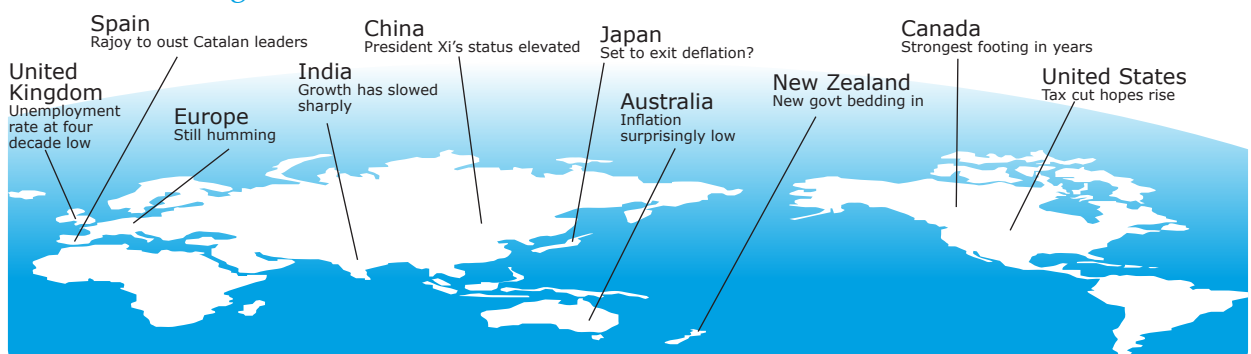 Spain
Rajoy to oust Catalan leaders
China
President Xi's status elevated
Japan
Set to exit deflation?
Canada
Strongest footing in years
United
Kingdom
Unemployment
rate at four
decade low
Europe
Still humming
India
Growth has slowed
sharply
Australia
Inflation
surprisingly low
New Zealand
New govt bedding in
United States
Tax cut hopes rise